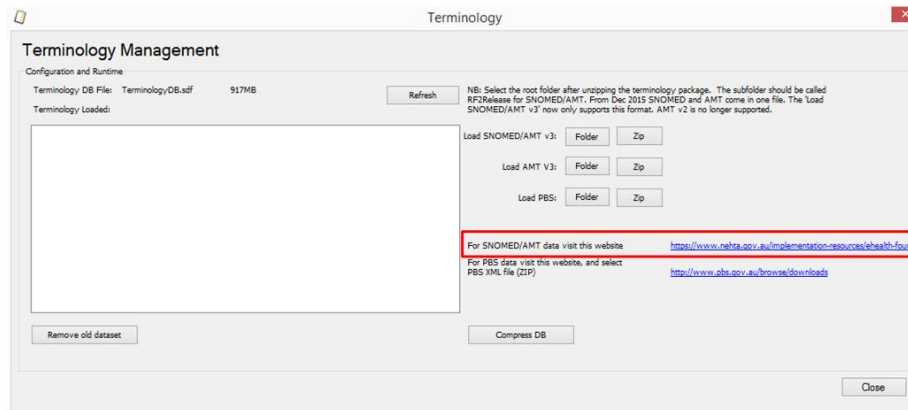 Terminology
Terminology Management
Configuration and Runtime
Terminology DB File: TerminologyDB.sdf 917MB
Refresh
Terminology Loaded:
NB: Select the root folder after unzipping the terminology package. The subfolder should be called
RF2Release for SNOMED/AMT. From Dec 2015 SNOMED and AMT come in one file. The 'Load
SNOMED/AMT v3' now only supports this format. AMT v2 is no longer supported.
Load SNOMED/AMT v3: Folder Zip
Load AMT V3: Folder Zip
Load PBS: Folder Zip
For SNOMED/AMT data visit this website https://www.nehta.gov.au/implementation-resources/ehealth-four
For PBS data visit this website, and select
PBS XML file (ZIP) http://www.pbs.gov.au/browse/downloads
Remove old dataset
Compress DB
Close